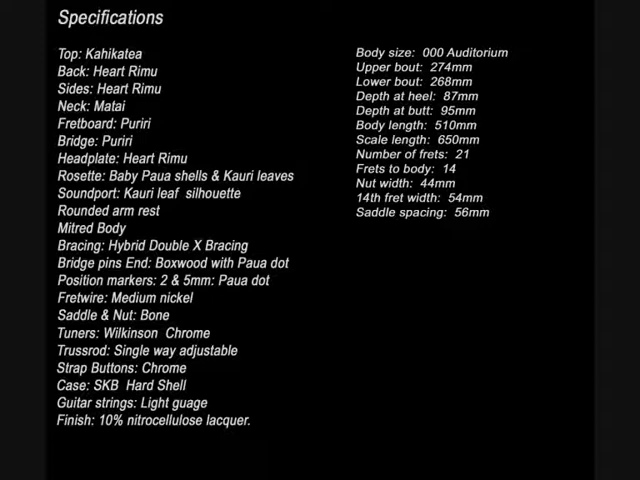 Specifications
Top: Kahikatea
Back: Heart Rimu
Sides: Heart Rimu
Neck: Matai
Fretboard: Puriri
Bridge: Puriri
Headplate: Heart Rimu
Rosette: Baby Paua shells & Kauri leaves
Soundport: Kauri leaf silhouette
Rounded arm rest
Mitred Body
Bracing: Hybrid Double X Bracing
Bridge pins End: Boxwood with Paua dot
Position markers: 2 & 5mm: Paua dot
Fretwire: Medium nickel
Saddle & Nut: Bone
Tuners: Wilkinson Chrome
Trussrod: Single way adjustable
Strap Buttons: Chrome
Case: SKB Hard Shell
Guitar strings: Light guage
Finish: 10% nitrocellulose lacquer.
Body size: 000 Auditorium
Upper bout: 274mm
Lower bout: 268mm
Depth at heel: 87mm
Depth at butt: 95mm
Body length: 510mm
Scale length: 650mm
Number of frets: 21
Frets to body: 14
Nut width: 44mm
14th fret width: 54mm
Saddle spacing: 56mm